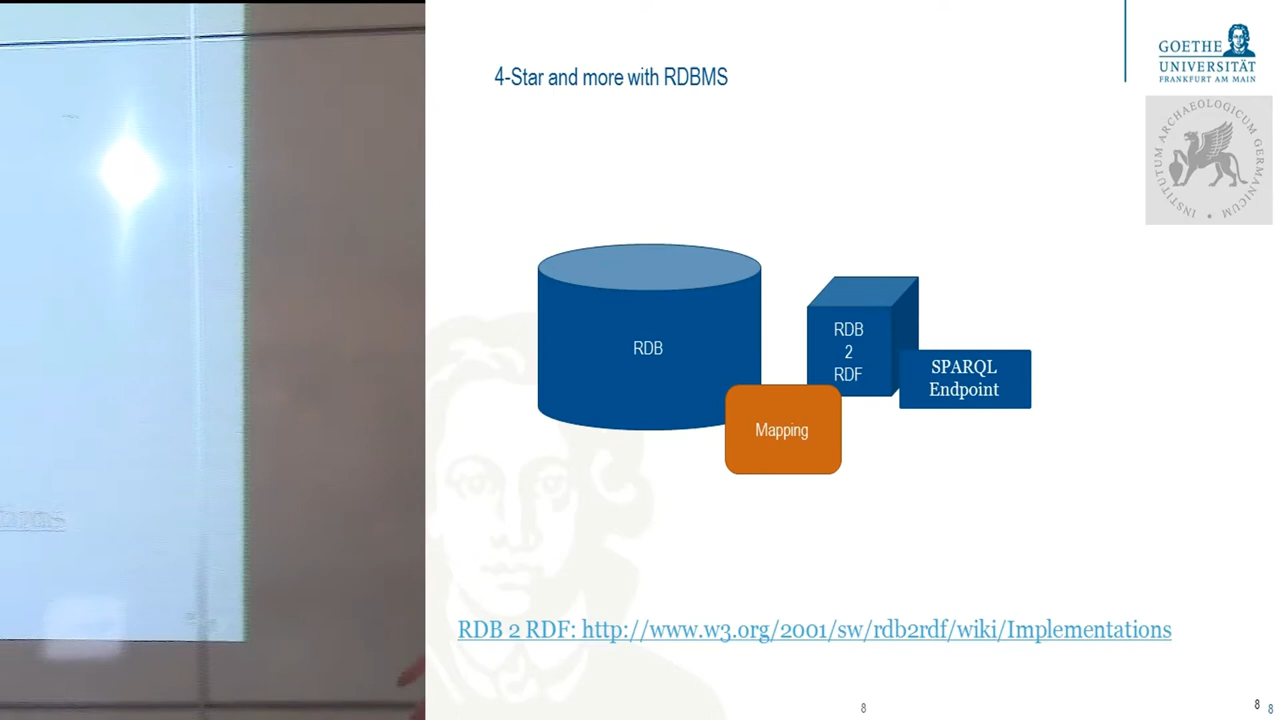 4-Star and more with RDBMS
GOETHE
UNIVERSITÄT
FRANKFURT AM MAIN
INSTITUTUM ARCHAEOLOGICUM GERMANICUM
RDB
RDB
2
RDF
SPARQL
Endpoint
Mapping
RDB 2 RDF: http://www.w3.org/2001/sw/rdb2rdf/wiki/Implementations
8
8
8